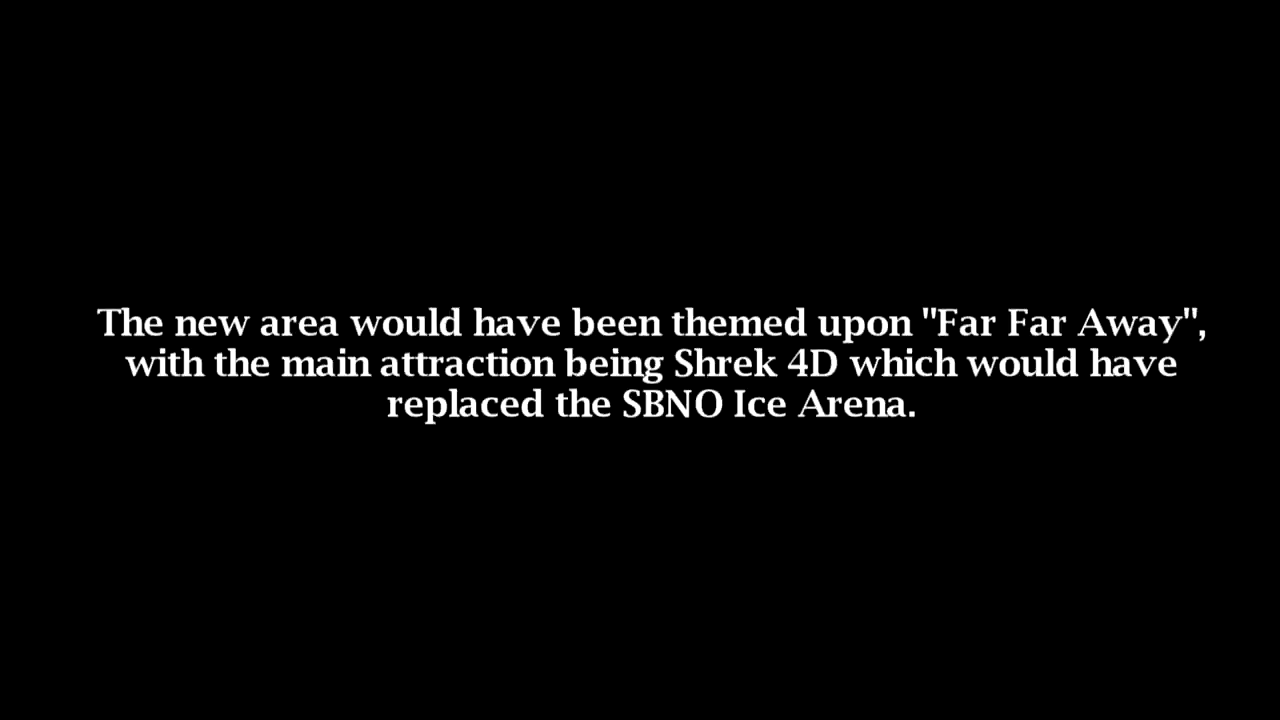 The new area would have been themed upon "Far Far Away",
with the main attraction being Shrek 4D which would have
replaced the SBNO Ice Arena.